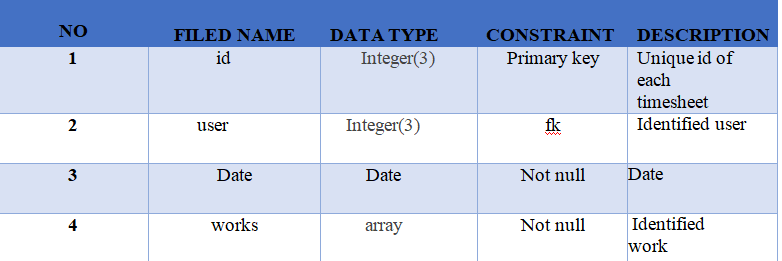 NO FILED NAME DATA TYPE CONSTRAINT DESCRIPTION
1 id Integer(3) Primary key Unique id of
each
timesheet
2 user Integer(3) fk Identified user
3 Date Date Not null Date
4 works array Not null Identified
work